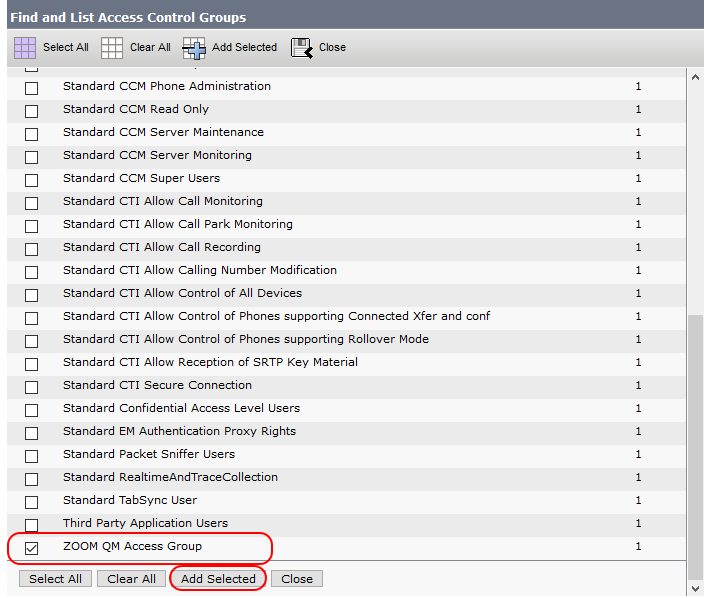 Find and List Access Control Groups
Select All Clear All Add Selected Close
Standard CCM Phone Administration 1
Standard CCM Read Only 1
Standard CCM Server Maintenance 1
Standard CCM Server Monitoring 1
Standard CCM Super Users 1
Standard CTI Allow Call Monitoring 1
Standard CTI Allow Call Park Monitoring 1
Standard CTI Allow Call Recording 1
Standard CTI Allow Calling Number Modification 1
Standard CTI Allow Control of All Devices 1
Standard CTI Allow Control of Phones supporting Connected Xfer and conf 1
Standard CTI Allow Control of Phones supporting Rollover Mode 1
Standard CTI Allow Reception of SRTP Key Material 1
Standard CTI Secure Connection 1
Standard Confidential Access Level Users 1
Standard EM Authentication Proxy Rights 1
Standard Packet Sniffer Users 1
Standard RealtimeAndTraceCollection 1
Standard TabSync User 1
Third Party Application Users 1
ZOOM QM Access Group 1
Select All Clear All Add Selected Close